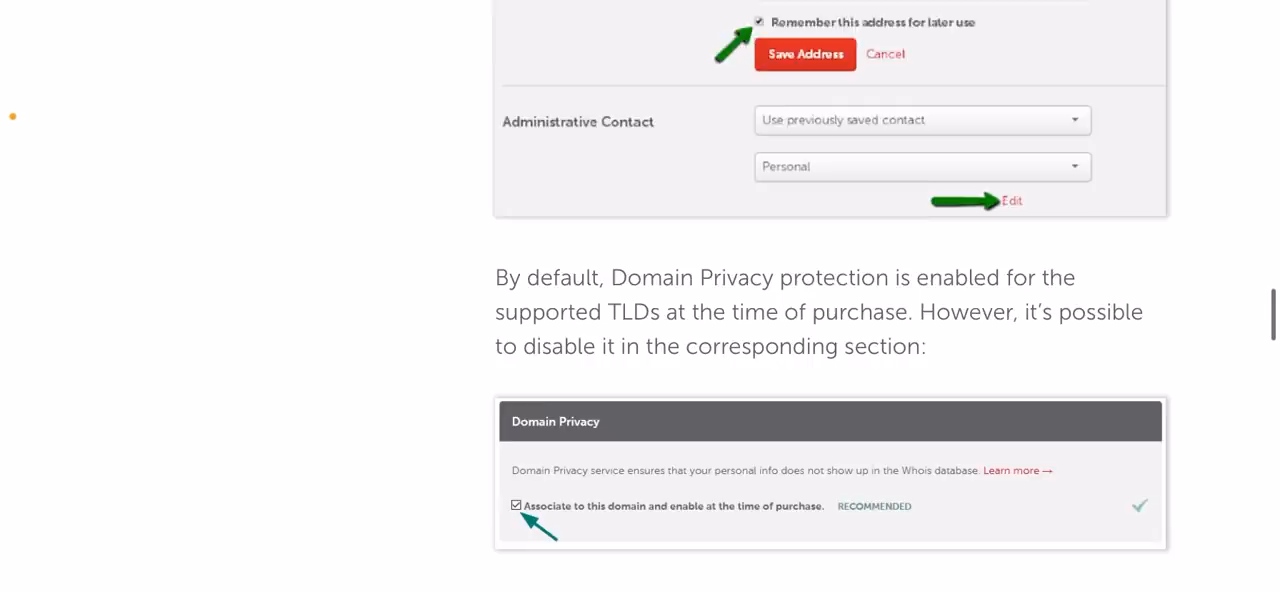 Remember this address for later use
Save Address Cancel
Administrative Contact
Use previously saved contact
Personal
Edit
By default, Domain Privacy protection is enabled for the
supported TLDs at the time of purchase. However, it’s possible
to disable it in the corresponding section:
Domain Privacy
Domain Privacy service ensures that your personal info does not show up in the Whois database. Learn more →
Associate to this domain and enable at the time of purchase. RECOMMENDED